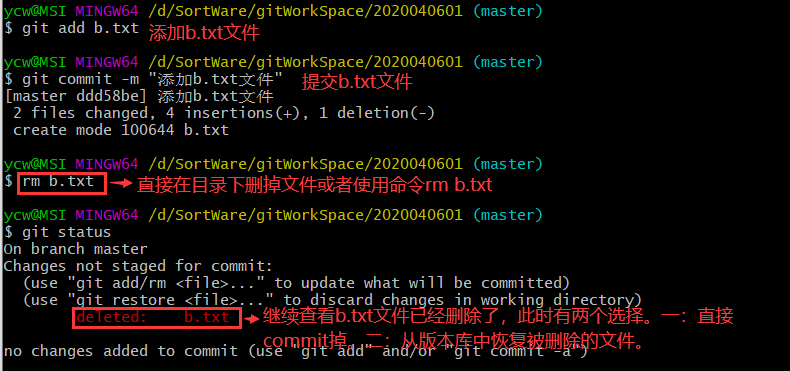 ycw@MSI MINGW64 /d/SortWare/gitWorkSpace/2020040601 (master)
$ git add b.txt 添加b.txt文件
ycw@MSI MINGW64 /d/SortWare/gitWorkSpace/2020040601 (master)
$ git commit -m "添加b.txt文件" 提交b.txt文件
[master ddd58be] 添加b.txt文件
2 files changed, 4 insertions(+), 1 deletion(-)
create mode 100644 b.txt
ycw@MSI MINGW64 /d/SortWare/gitWorkSpace/2020040601 (master)
$ rm b.txt 直接在目录下删掉文件或者使用命令rm b.txt
ycw@MSI MINGW64 /d/SortWare/gitWorkSpace/2020040601 (master)
$ git status
On branch master
Changes not staged for commit:
(use "git add/rm <file>..." to update what will be committed)
(use "git restore <file>..." to discard changes in working directory)
deleted: b.txt 继续查看b.txt文件已经删除了，此时有两个选择。一：直接
commit掉。二：从版本库中恢复被删除的文件。
no changes added to commit (use "git add" and/or "git commit -a")